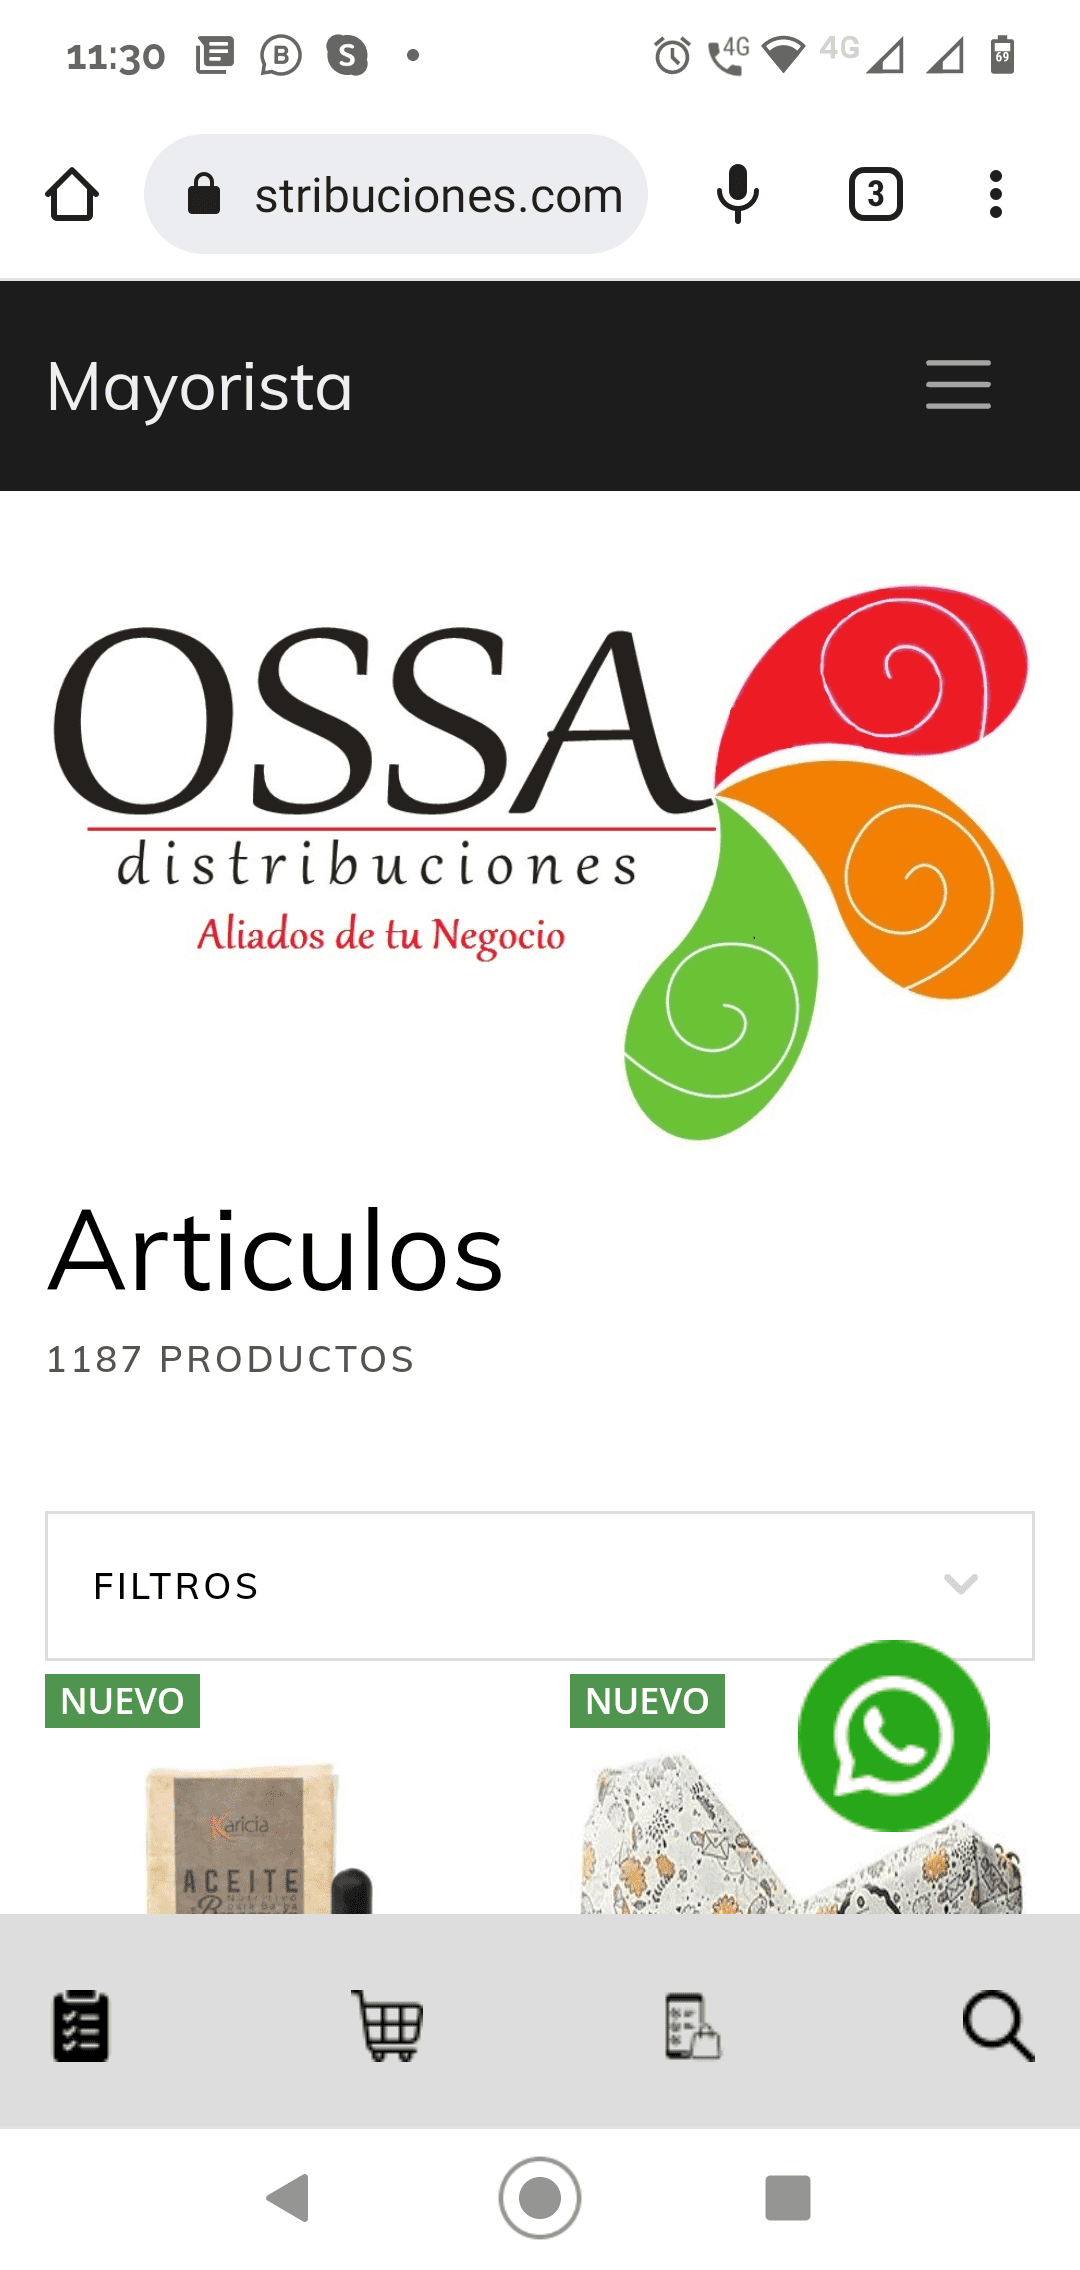 11:30
4G
4G
69
stribuciones.com
3
Mayorista
OSSA
distribuciones
Aliados de tu Negocio
Articulos
1187 PRODUCTOS
FILTROS
NUEVO
NUEVO
Karicia
ACEITE